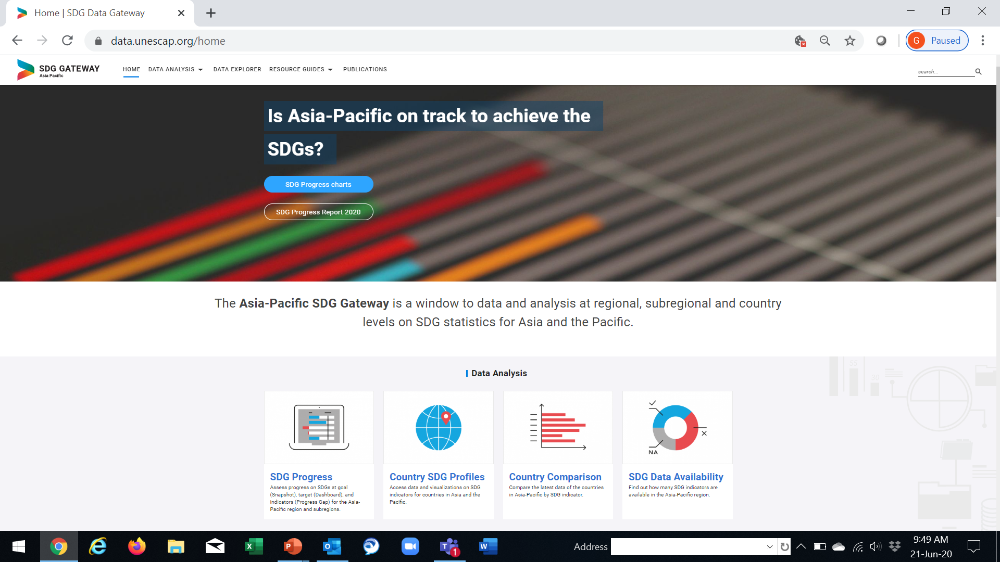 Home | SDG Data Gateway
data.unescap.org/home
G Paused
SDG GATEWAY
Asia Pacific
HOME DATA ANALYSIS DATA EXPLORER RESOURCE GUIDES PUBLICATIONS
search...
Is Asia-Pacific on track to achieve the
SDGs?
SDG Progress charts
SDG Progress Report 2020
The Asia-Pacific SDG Gateway is a window to data and analysis at regional, subregional and country
levels on SDG statistics for Asia and the Pacific.
Data Analysis
55
30
NA
SDG Progress
Assess progress on SDGs at goal
(Snapshot), target (Dashboard), and
indicators (Progress Gap) for the Asia-
Pacific region and subregions.
Country SDG Profiles
Access data and visualizations on SDG
indicators for countries in Asia and the
Pacific.
Country Comparison
Compare the latest data of the countries
in Asia-Pacific by SDG indicator.
SDG Data Availability
Find out how many SDG indicators are
available in the Asia-Pacific region.
X
P
O
T
1
W
Address
9:49 AM
21-Jun-20